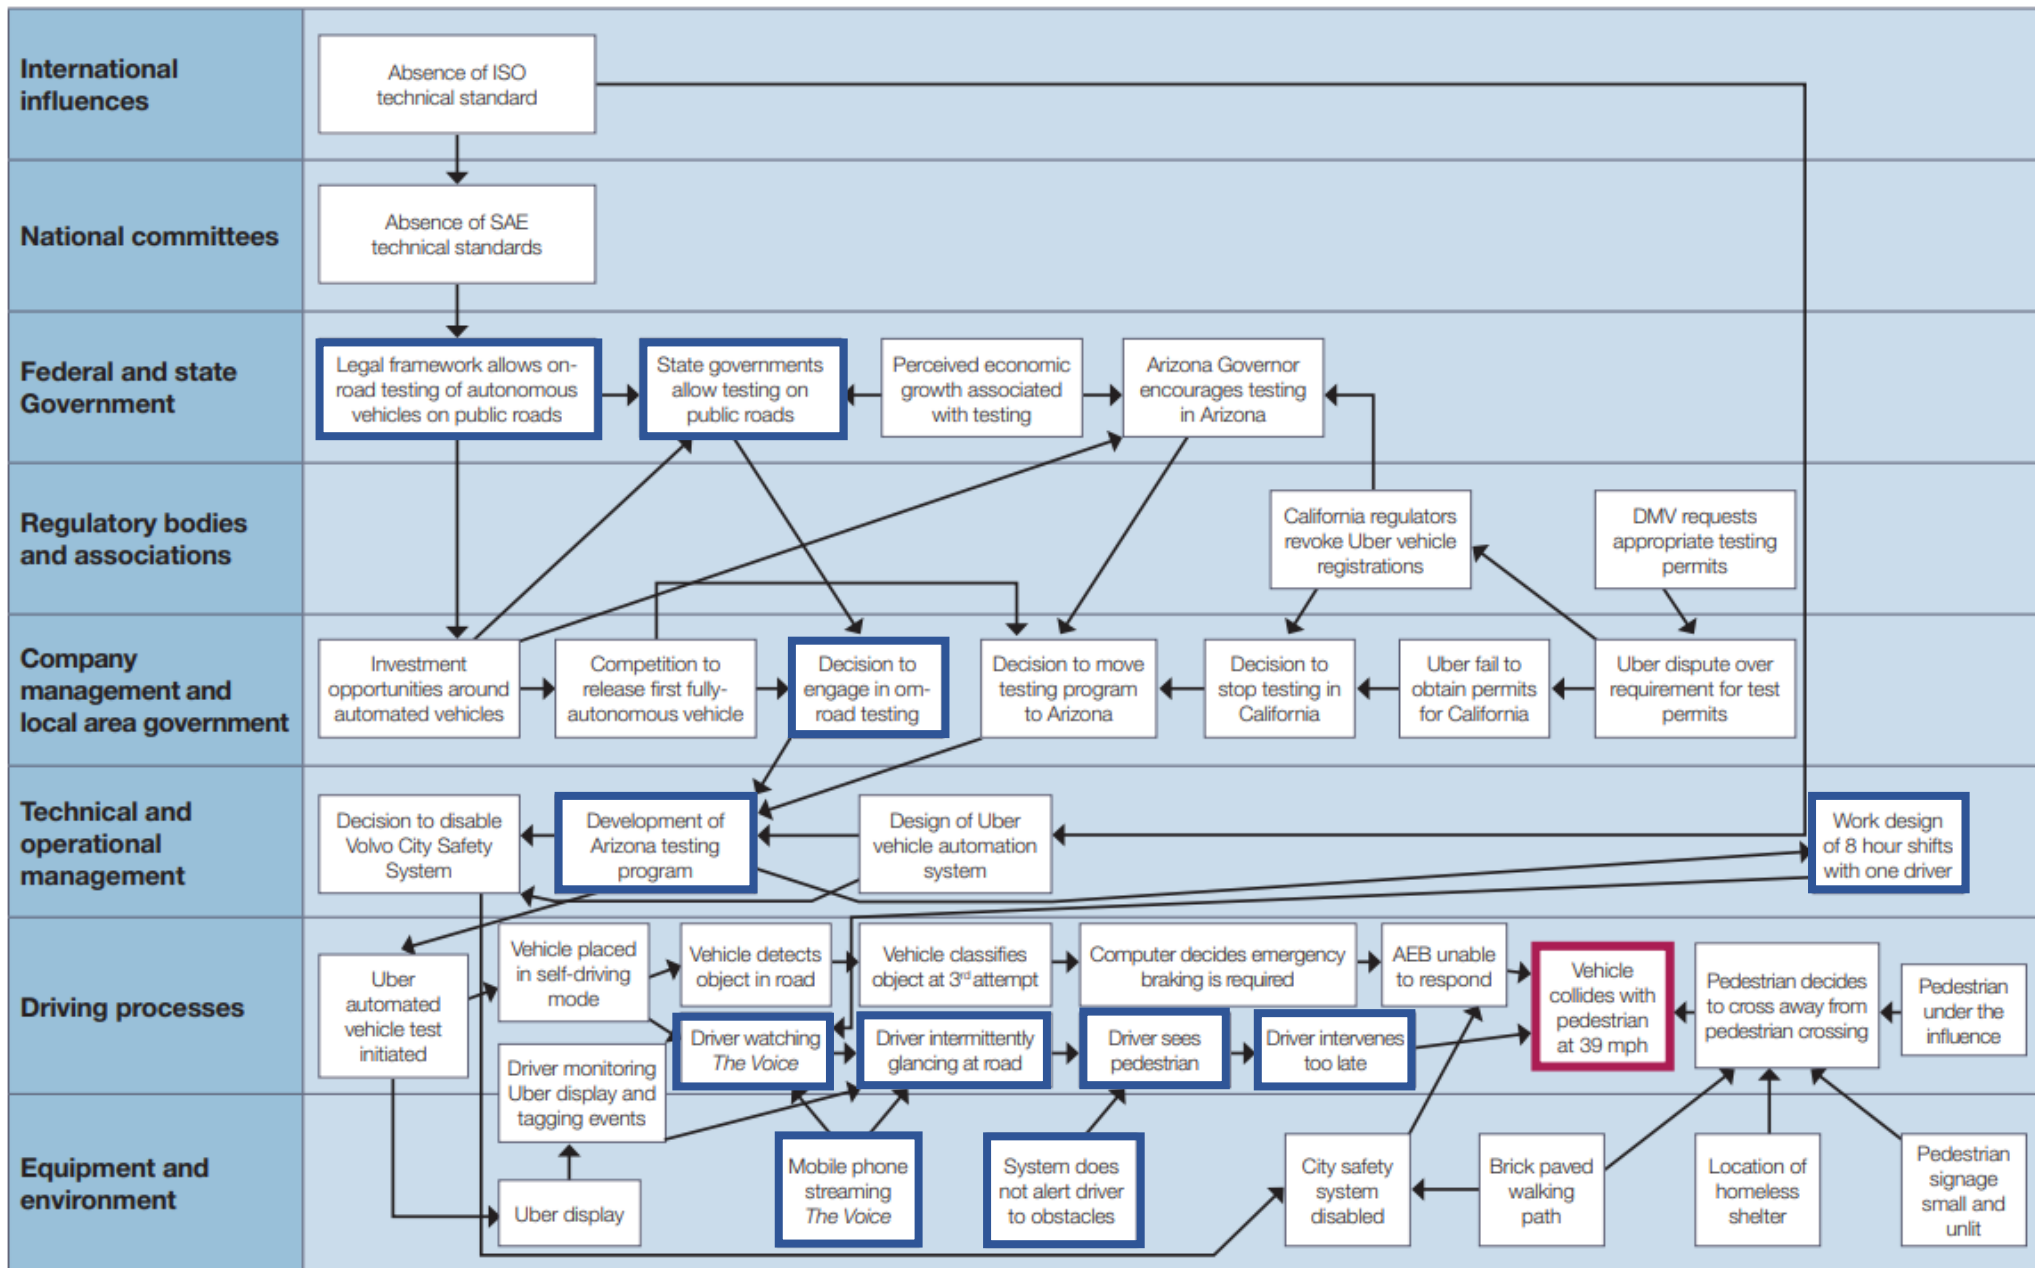 International
influences
Absence of ISO
technical standard
National committees
Absence of SAE
technical standards
Federal and state
Government
Legal framework allows on-
road testing of autonomous
vehicles on public roads
State governments
allow testing on
public roads
Perceived economic
growth associated
with testing
Arizona Governor
encourages testing
in Arizona
Regulatory bodies
and associations
California regulators
revoke Uber vehicle
registrations
DMV requests
appropriate testing
permits
Company
management and
local area government
Investment
opportunities around
automated vehicles
Competition to
release first fully-
autonomous vehicle
Decision to
engage in om-
road testing
Decision to move
testing program
to Arizona
Decision to
stop testing in
California
Uber fail to
obtain permits
for California
Uber dispute over
requirement for test
permits
Technical and
operational
management
Decision to disable
Volvo City Safety
System
Development of
Arizona testing
program
Design of Uber
vehicle automation
system
Work design
of 8 hour shifts
with one driver
Driving processes
Uber
automated
vehicle test
initiated
Vehicle placed
in self-driving
mode
Vehicle detects
object in road
Vehicle classifies
object at 3rd attempt
Computer decides emergency
braking is required
AEB unable
to respond
Vehicle
collides with
pedestrian
at 39 mph
Pedestrian decides
to cross away from
pedestrian crossing
Pedestrian
under the
influence
Driver monitoring
Uber display and
tagging events
Driver watching
The Voice
Driver intermittently
glancing at road
Driver sees
pedestrian
Driver intervenes
too late
Equipment and
environment
Uber display
Mobile phone
streaming
The Voice
System does
not alert driver
to obstacles
City safety
system
disabled
Brick paved
walking
path
Location of
homeless
shelter
Pedestrian
signage
small and
unlit